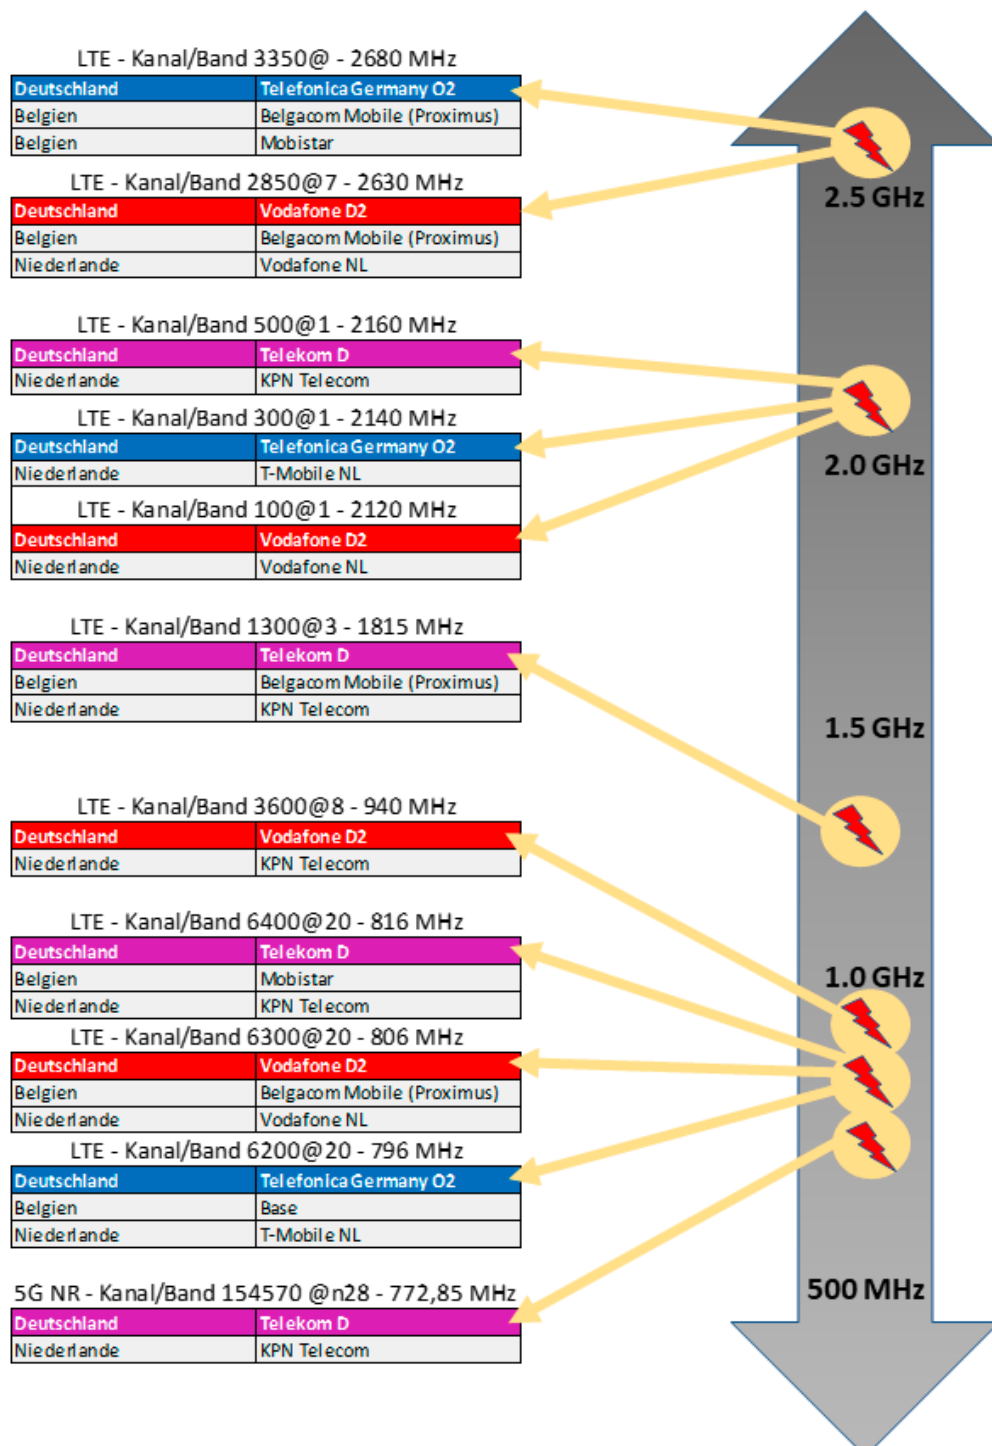 LTE - Kanal/Band 3350@ - 2680 MHz
Deutschland Telefonica Germany O2
Belgien Belgacom Mobile (Proximus)
Belgien Mobistar
2.5 GHz
LTE - Kanal/Band 2850@7 - 2630 MHz
Deutschland Vodafone D2
Belgien Belgacom Mobile (Proximus)
Niederlande Vodafone NL
LTE - Kanal/Band 500@1 - 2160 MHz
Deutschland Telekom D
Niederlande KPN Telecom
LTE - Kanal/Band 300@1 - 2140 MHz
Deutschland Telefonica Germany O2
Niederlande T-Mobile NL
2.0 GHz
LTE - Kanal/Band 100@1 - 2120 MHz
Deutschland Vodafone D2
Niederlande Vodafone NL
LTE - Kanal/Band 1300@3 - 1815 MHz
Deutschland Telekom D
Belgien Belgacom Mobile (Proximus)
Niederlande KPN Telecom
1.5 GHz
LTE - Kanal/Band 3600@8 - 940 MHz
Deutschland Vodafone D2
Niederlande KPN Telecom
LTE - Kanal/Band 6400@20 - 816 MHz
Deutschland Telekom D
Belgien Mobistar
Niederlande KPN Telecom
1.0 GHz
LTE - Kanal/Band 6300@20 - 806 MHz
Deutschland Vodafone D2
Belgien Belgacom Mobile (Proximus)
Niederlande Vodafone NL
LTE - Kanal/Band 6200@20 - 796 MHz
Deutschland Telefonica Germany O2
Belgien Base
Niederlande T-Mobile NL
5G NR - Kanal/Band 154570 @n28 - 772,85 MHz
Deutschland Telekom D
Niederlande KPN Telecom
500 MHz